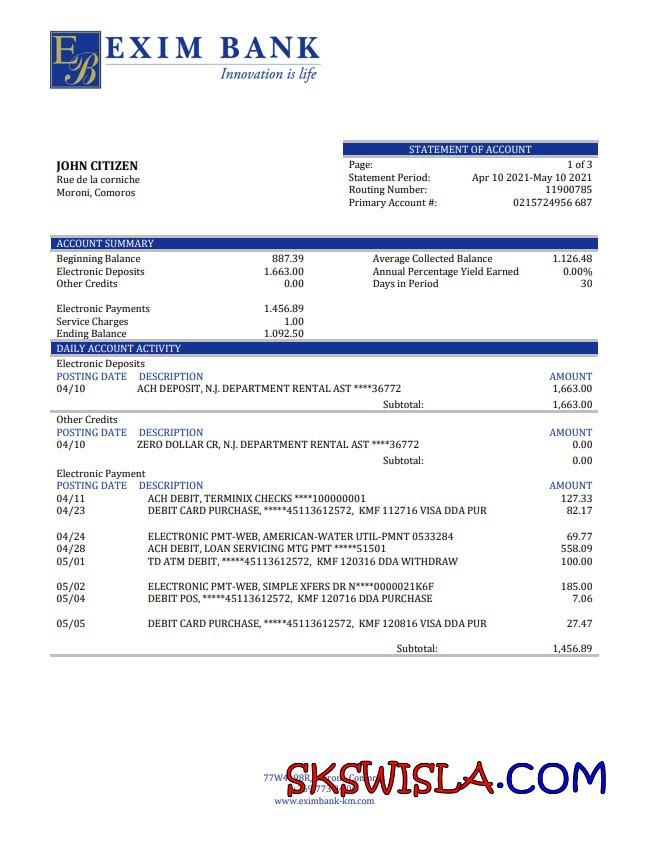 EB EXIM BANK
Innovation is life
STATEMENT OF ACCOUNT
JOHN CITIZEN
Rue de la corniche
Moroni, Comoros
Page: 1 of 3
Statement Period: Apr 10 2021-May 10 2021
Routing Number: 11900785
Primary Account #: 0215724956 687
ACCOUNT SUMMARY
Beginning Balance 887.39 Average Collected Balance 1.126.48
Electronic Deposits 1.663.00 Annual Percentage Yield Earned 0.00%
Other Credits 0.00 Days in Period 30
Electronic Payments 1.456.89
Service Charges 1.00
Ending Balance 1.092.50
DAILY ACCOUNT ACTIVITY
Electronic Deposits
POSTING DATE DESCRIPTION AMOUNT
04/10 ACH DEPOSIT, N.J. DEPARTMENT RENTAL AST ****36772 1,663.00
Subtotal: 1,663.00
Other Credits
POSTING DATE DESCRIPTION AMOUNT
04/10 ZERO DOLLAR CR, N.J. DEPARTMENT RENTAL AST ****36772 0.00
Subtotal: 0.00
Electronic Payment
POSTING DATE DESCRIPTION AMOUNT
04/11 ACH DEBIT, TERMINIX CHECKS ****100000001 127.33
04/23 DEBIT CARD PURCHASE, *****45113612572, KMF 112716 VISA DDA PUR 82.17
04/24 ELECTRONIC PMT-WEB, AMERICAN-WATER UTIL-PMNT 0533284 69.77
04/28 ACH DEBIT, LOAN SERVICING MTG PMT *****51501 558.09
05/01 TD ATM DEBIT, *****45113612572, KMF 120316 DDA WITHDRAW 100.00
05/02 ELECTRONIC PMT-WEB, SIMPLE XFERS DR N****0000021K6F 185.00
05/04 DEBIT POS, *****45113612572, KMF 120716 DDA PURCHASE 7.06
05/05 DEBIT CARD PURCHASE, *****45113612572, KMF 120816 VISA DDA PUR 27.47
Subtotal: 1,456.89
SKSWISLA.COM
www.eximbank-km.com